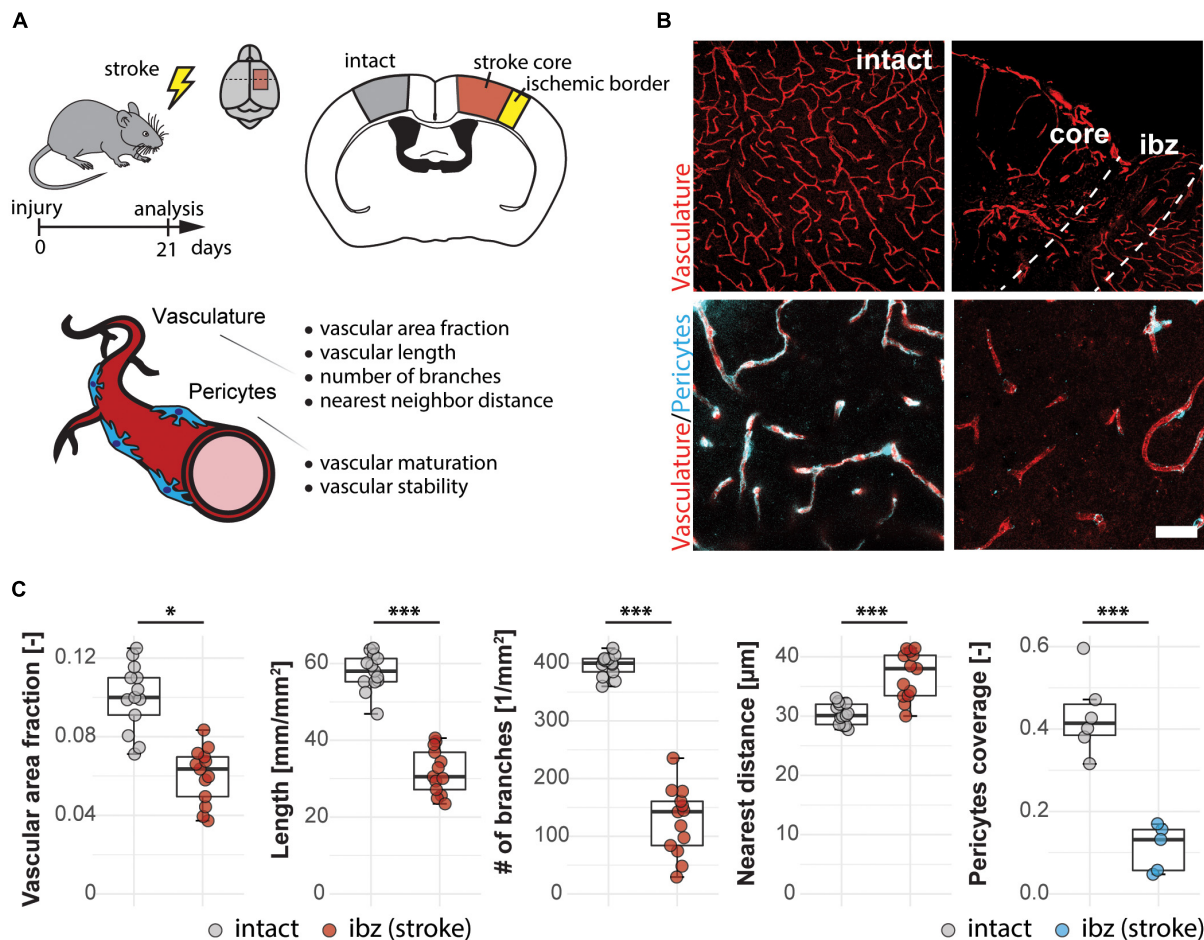 A
stroke
intact
stroke core
ischemic border
injury
analysis
0
21
days
Vasculature
Pericytes
• vascular area fraction
• vascular length
• number of branches
• nearest neighbor distance
• vascular maturation
• vascular stability
B
Vasculature
intact
core
ibz
Vasculature/Pericytes
C
Vascular area fraction [-]
0.12
0.08
0.04
0
*
Length [mm/mm²]
60
40
20
0
***
# of branches [1/mm²]
400
300
200
100
0
***
Nearest distance [µm]
40
30
20
10
0
***
Pericytes coverage [-]
0.6
0.4
0.2
0.0
***
intact
ibz (stroke)
intact
ibz (stroke)